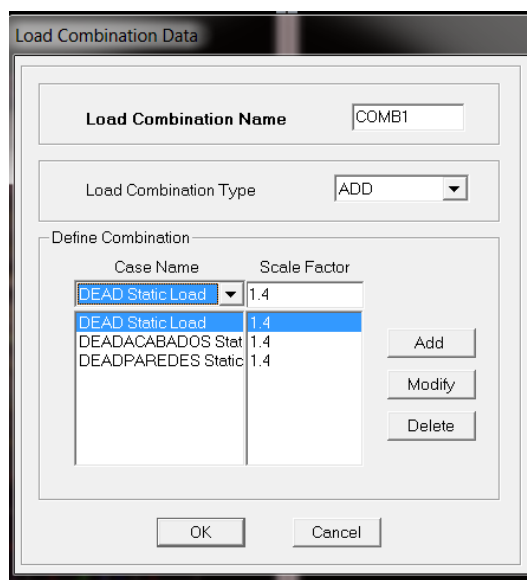 Load Combination Data
Load Combination Name COMB1
Load Combination Type ADD
Define Combination
Case Name Scale Factor
DEAD Static Load 1.4
DEAD Static Load 1.4
DEADACABADOS Stat 1.4
DEADPAREDES Static 1.4
Add
Modify
Delete
OK Cancel